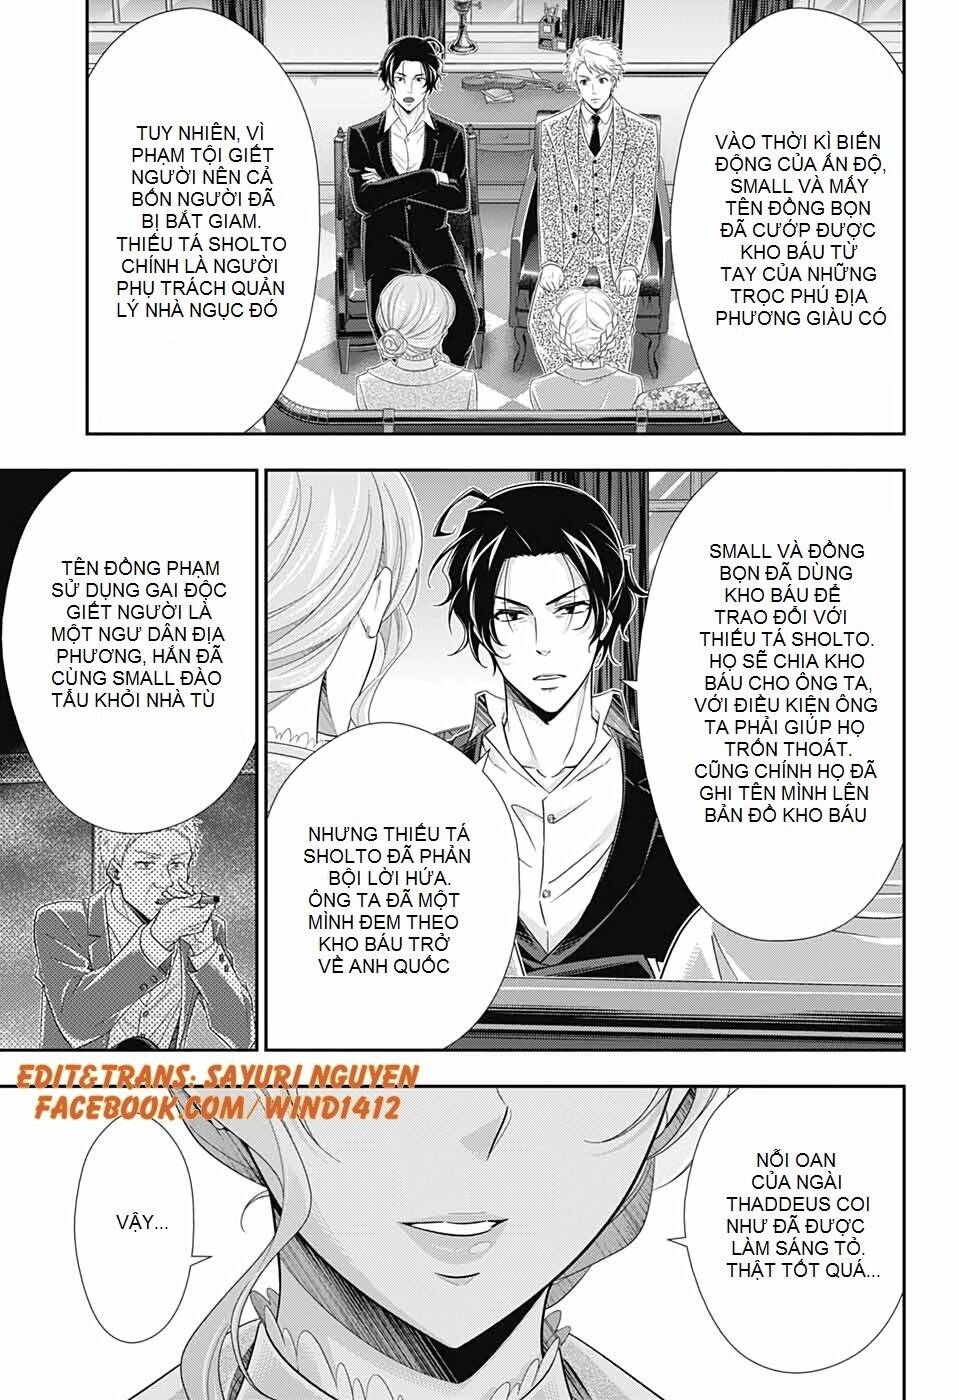 VÀO THỜI KÌ BIẾN
ĐỘNG CỦA ẤN ĐỘ,
SMALL VÀ MẤY
TÊN ĐỒNG BỌN
ĐÃ CƯỚP ĐƯỢC
KHO BÁU TỪ
TAY CỦA NHỮNG
TRỌC PHÚ ĐỊA
PHƯƠNG GIÀU CÓ
TUY NHIÊN, VÌ
PHẠM TỘI GIẾT
NGƯỜI NÊN CẢ
BỐN NGƯỜI ĐÃ
BỊ BẮT GIAM.
THIẾU TÁ SHOLTO
CHÍNH LÀ NGƯỜI
PHỤ TRÁCH QUẢN
LÝ NHÀ NGỤC ĐÓ
SMALL VÀ ĐỒNG
BỌN ĐÃ DÙNG
KHO BÁU ĐỂ
TRAO ĐỔI VỚI
THIẾU TÁ SHOLTO.
HỌ SẼ CHIA KHO
BÁU CHO ÔNG TA,
VỚI ĐIỀU KIỆN ÔNG
TA PHẢI GIÚP HỌ
TRỐN THOÁT.
CŨNG CHÍNH HỌ ĐÃ
GHI TÊN MÌNH LÊN
BẢN ĐỒ KHO BÁU
NHƯNG THIẾU TÁ
SHOLTO ĐÃ PHẢN
BỘI LỜI HỨA.
ÔNG TA ĐÃ MỘT
MÌNH ĐEM THEO
KHO BÁU TRỞ
VỀ ANH QUỐC
TÊN ĐỒNG PHẠM
SỬ DỤNG GAI ĐỘC
GIẾT NGƯỜI LÀ
MỘT NGƯ DÂN ĐỊA
PHƯƠNG, HẮN ĐÃ
CÙNG SMALL ĐÀO
TẨU KHỎI NHÀ TÙ
EDIT&TRANS: SAYURI NGUYEN
FACEBOOK.COM/WIND1412
NỖI OAN
CỦA NGÀI
THADDEUS COI
NHƯ ĐÃ ĐƯỢC
LÀM SÁNG TỎ.
THẬT TỐT QUÁ...
VẬY...